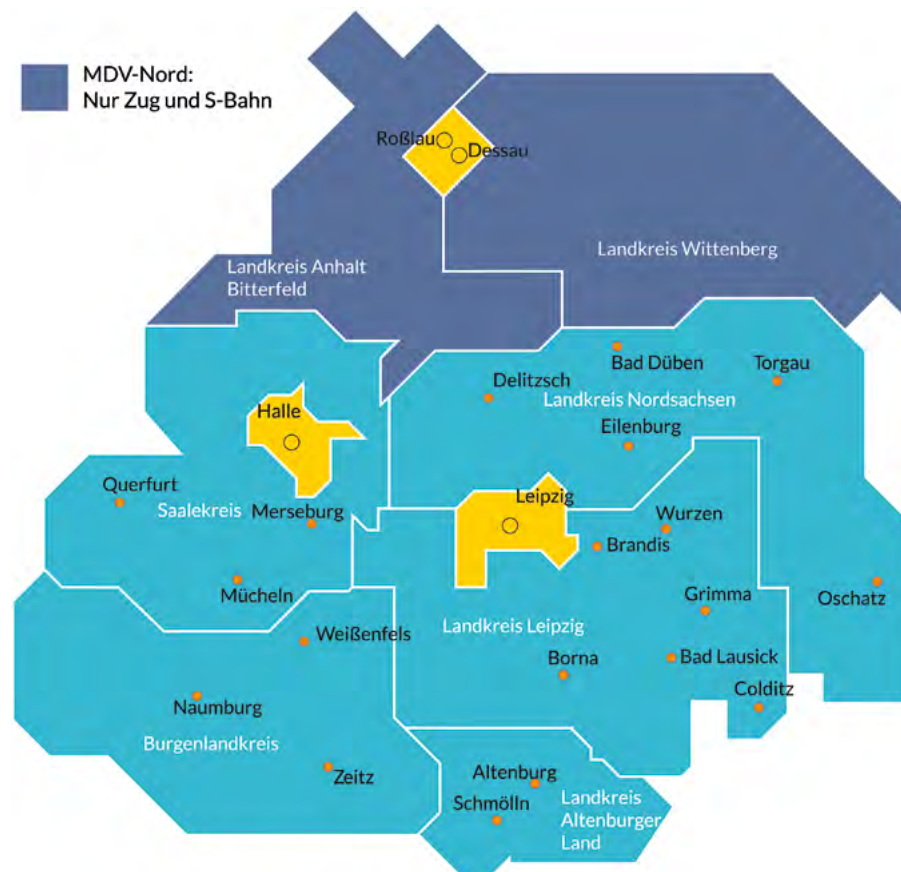 MDV-Nord:
Nur Zug und S-Bahn
Roßlau
Dessau
Landkreis Wittenberg
Landkreis Anhalt
Bitterfeld
Bad Düben
Torgau
Delitzsch
Landkreis Nordsachsen
Halle
Eilenburg
Querfurt
Leipzig
Saalekreis
Merseburg
Wurzen
Brandis
Mücheln
Grimma
Oschatz
Landkreis Leipzig
Weißenfels
Borna
Bad Lausick
Colditz
Naumburg
Burgenlandkreis
Zeitz
Altenburg
Schmölln
Landkreis
Altenburger
Land